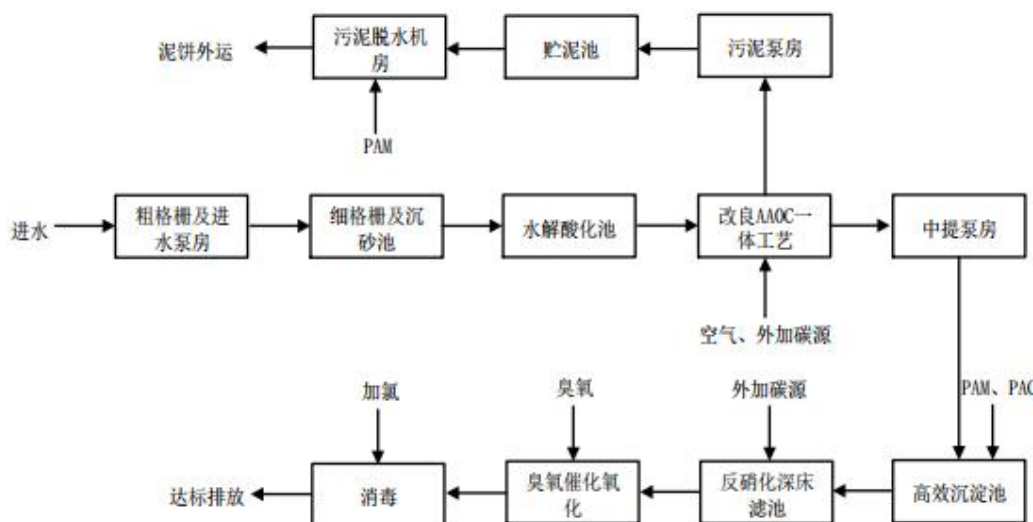 泥饼外运
污泥脱水机
房
贮泥池
污泥泵房
PAM
进水
粗格栅及进
水泵房
细格栅及沉
砂池
水解酸化池
改良AAOC一
体工艺
中提泵房
空气、外加碳源
加氯
臭氧
外加碳源
PAM、PAC
达标排放
消毒
臭氧催化氧
化
反硝化深床
滤池
高效沉淀池